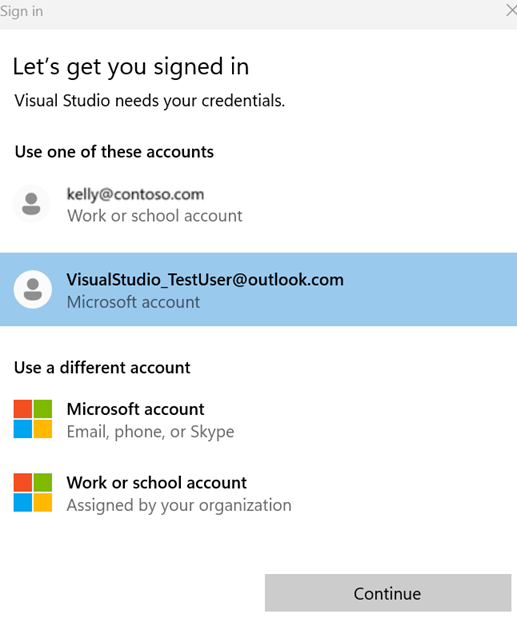 Sign in
Let's get you signed in
Visual Studio needs your credentials.
Use one of these accounts
kelly@contoso.com
Work or school account
VisualStudio_TestUser@outlook.com
Microsoft account
Use a different account
Microsoft account
Email, phone, or Skype
Work or school account
Assigned by your organization
Continue